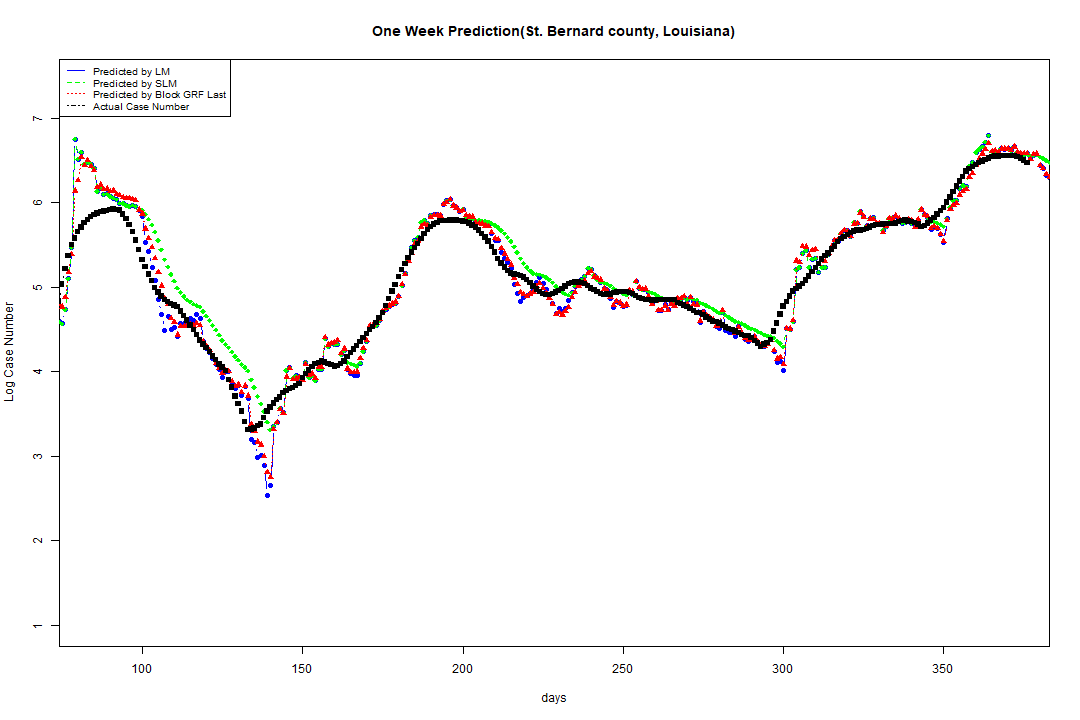 One Week Prediction(St. Bernard county, Louisiana)
Predicted by LM
Predicted by SLM
Predicted by Block GRF Last
Actual Case Number
7
6
5
4
3
2
1
Log Case Number
100 150 200 250 300 350
days